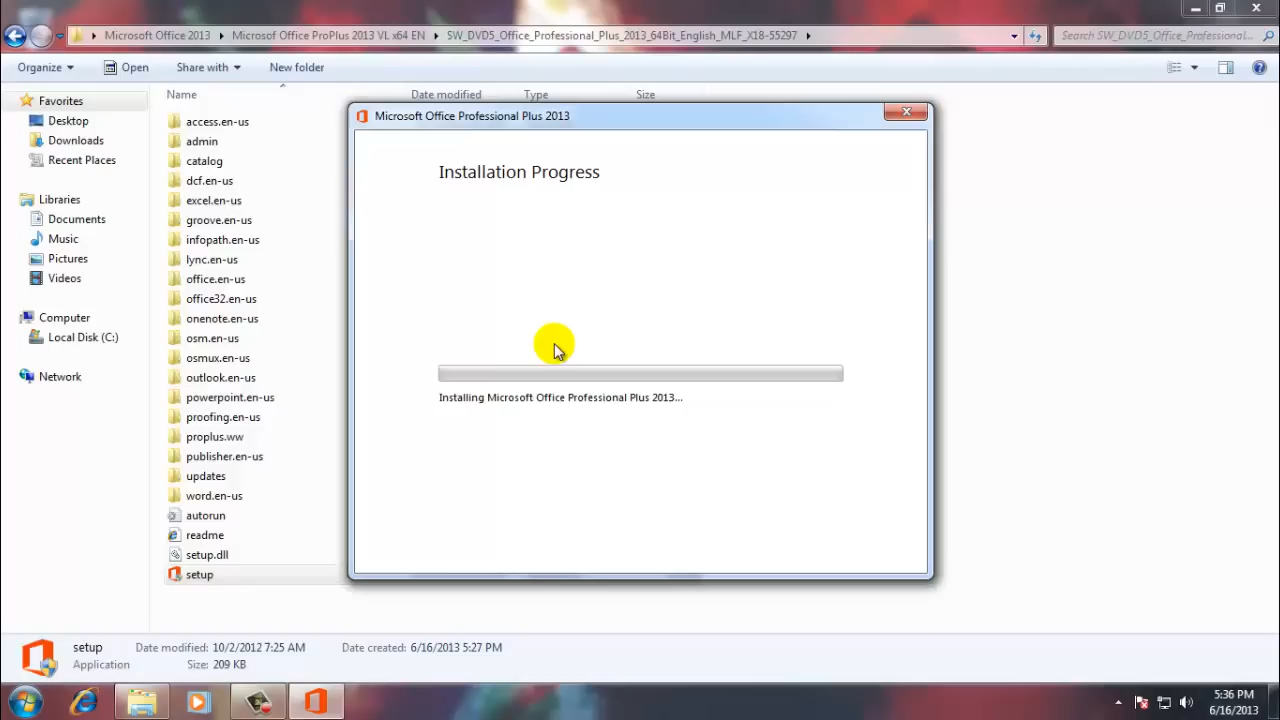 Microsoft Office 2013
Microsof Office ProPlus 2013 VL x64 EN
SW_DVD5_Office_Professional_Plus_2013_64Bit_English_MLF_X18-55297
Search SW_DVD5_Office_Professional...
Organize
Open
Share with
New folder
Name
Date modified
Type
Size
Favorites
Desktop
Downloads
Recent Places
Libraries
Documents
Music
Pictures
Videos
Computer
Local Disk (C:)
Network
access.en-us
admin
catalog
dcf.en-us
excel.en-us
groove.en-us
infopath.en-us
lync.en-us
office.en-us
office32.en-us
onenote.en-us
osm.en-us
osmux.en-us
outlook.en-us
powerpoint.en-us
proofing.en-us
proplus.ww
publisher.en-us
updates
word.en-us
autorun
readme
setup.dll
setup
Microsoft Office Professional Plus 2013
Installation Progress
Installing Microsoft Office Professional Plus 2013...
setup
Date modified: 10/2/2012 7:25 AM
Date created: 6/16/2013 5:27 PM
Application
Size: 209 KB
5:36 PM
6/16/2013